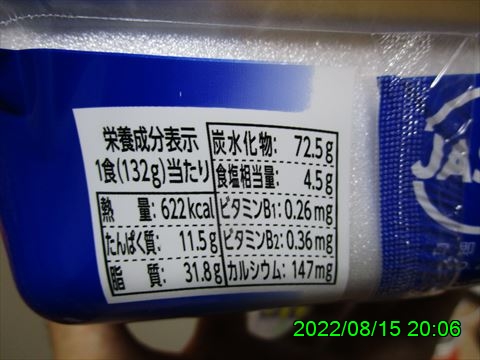 栄養成分表示
1食(132g)当たり
熱 量: 622kcal
たんぱく質: 11.5g
脂 質: 31.8g
炭水化物: 72.5g
食塩相当量: 4.5g
ビタミンB1: 0.26mg
ビタミンB2: 0.36mg
カルシウム: 147mg
JAS
2022/08/15 20:06